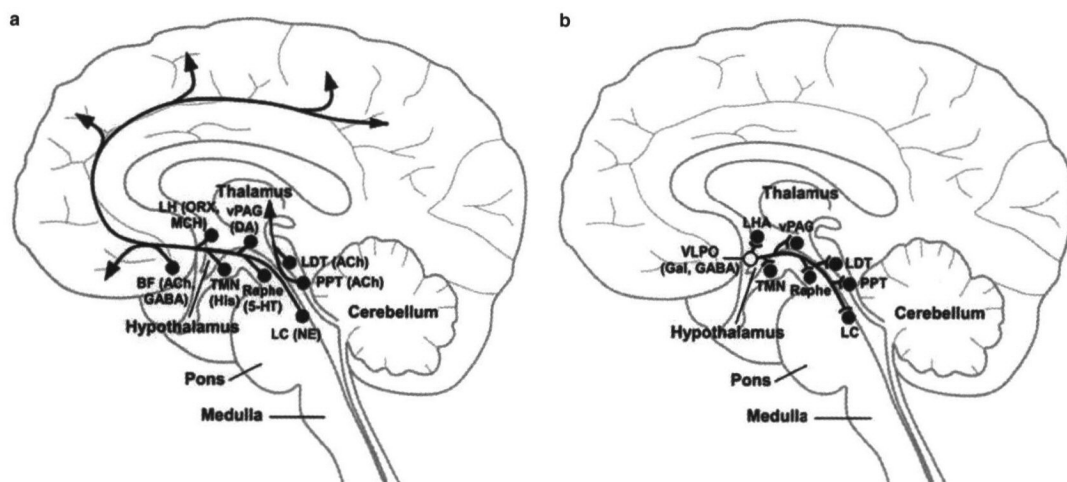 a
Thalamus
LH (ORX,
MCH)
vPAG
(DA)
LDT (ACh)
BF (ACh,
GABA)
TMN
(His)
Raphe
(5-HT)
PPT (ACh)
Hypothalamus
LC (NE)
Cerebellum
Pons
Medulla
b
Thalamus
LHA
vPAG
VLPO
(Gal, GABA)
LDT
TMN
Raphe
PPT
Hypothalamus
LC
Cerebellum
Pons
Medulla